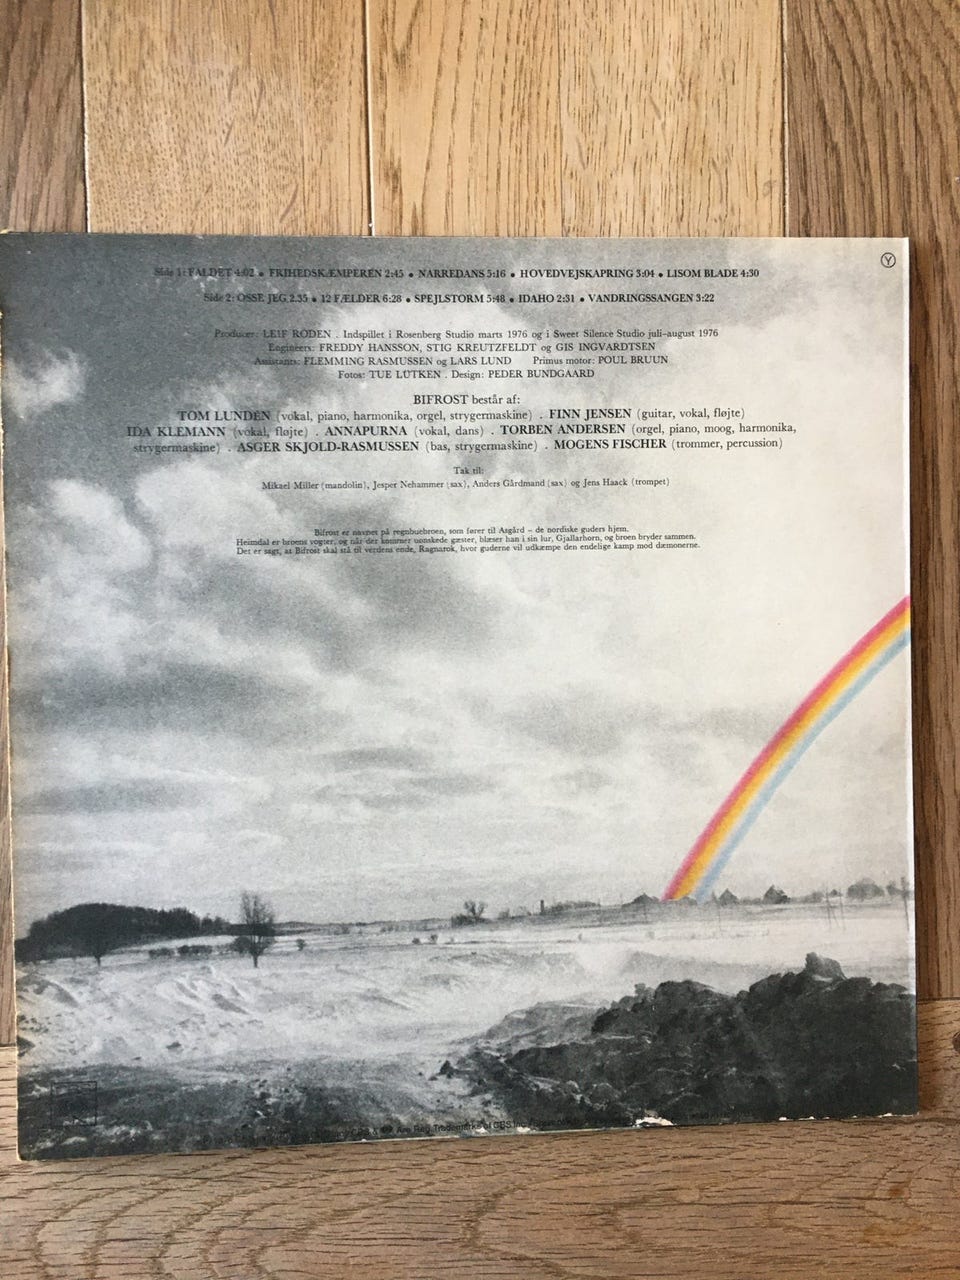 Side 1: FALDET 4:02 • FRIHEDSKÆMPEREN 2:45 • NARREDANS 5:16 • HOVEDVEJSKAPRING 3:04 • LISOM BLADE 4:30
Side 2: OSSE JEG 2.35 • 12 FÆLDER 6:28 • SPEJLSTORM 5:48 • IDAHO 2:31 • VANDRINGSSANGEN 3:22
Y
Producer: LEIF RODEN . Indspillet i Rosenberg Studio marts 1976 og i Sweet Silence Studio juli–august 1976
Engineers: FREDDY HANSSON, STIG KREUTZFELDT og GIS INGVARDTSEN
Assistants: FLEMMING RASMUSSEN og LARS LUND Primus motor: POUL BRUUN
Fotos: TUE LÜTKEN . Design: PEDER BUNDGAARD
BIFROST består af:
TOM LUNDEN (vokal, piano, harmonika, orgel, strygermaskine) . FINN JENSEN (guitar, vokal, fløjte)
IDA KLEMANN (vokal, fløjte) . ANNAPURNA (vokal, dans) . TORBEN ANDERSEN (orgel, piano, moog, harmonika,
strygermaskine) . ASGER SKJOLD-RASMUSSEN (bas, strygermaskine) . MOGENS FISCHER (trommer, percussion)
Tak til:
Mikael Miller (mandolin), Jesper Nehammer (sax), Anders Gårdmand (sax) og Jens Haack (trompet)
Bifrost er navnet på regnbuebroen, som fører til Asgård – de nordiske guders hjem.
Heimdal er broens vogter, og når der kommer uønskede gæster, blæser han i sin lur, Gjallarhorn, og broen bryder sammen.
Det er sagt, at Bifrost skal stå til verdens ende, Ragnarok, hvor guderne vil udkæmpe den endelige kamp mod dæmonerne.
Are Reg. Trademarks of CBS Inc.